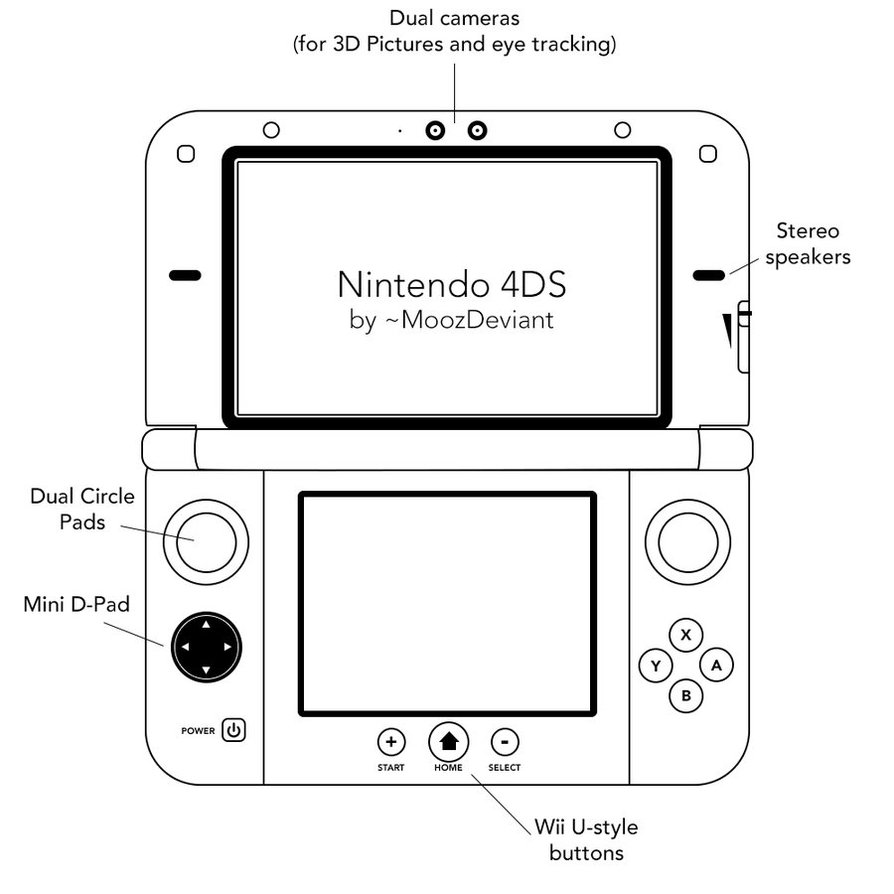 Dual cameras
(for 3D Pictures and eye tracking)
Stereo
speakers
Nintendo 4DS
by ~MoozDeviant
Dual Circle
Pads
Mini D-Pad
X
Y
A
B
POWER
+
-
START
HOME
SELECT
Wii U-style
buttons